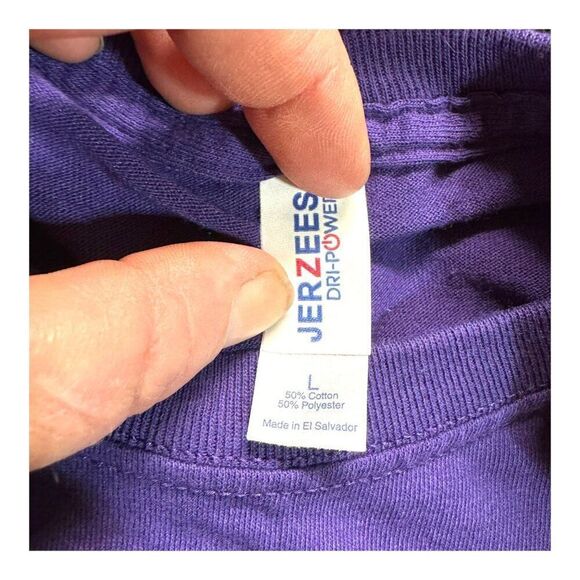 JERZEES
DRI-POWER
L
50% Cotton
50% Polyester
Made in El Salvador